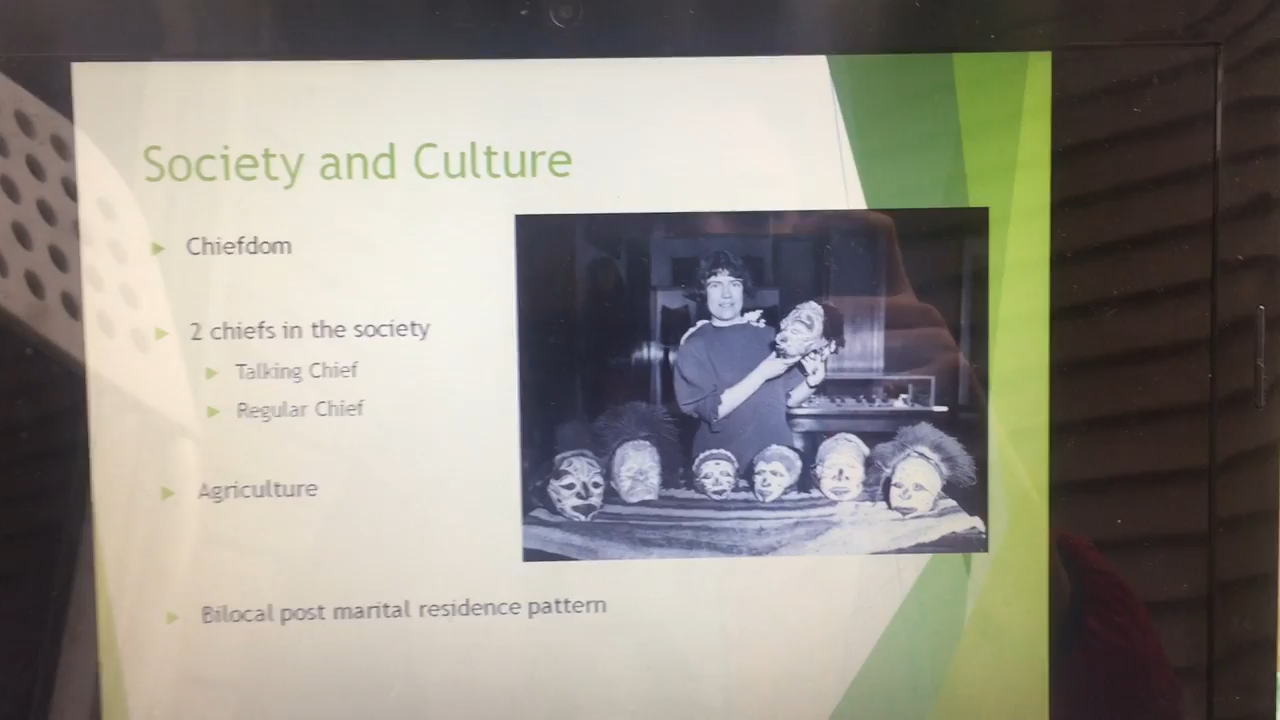 Society and Culture
Chiefdom
2 chiefs in the society
Talking Chief
Regular Chief
Agriculture
Bilocal post marital residence pattern